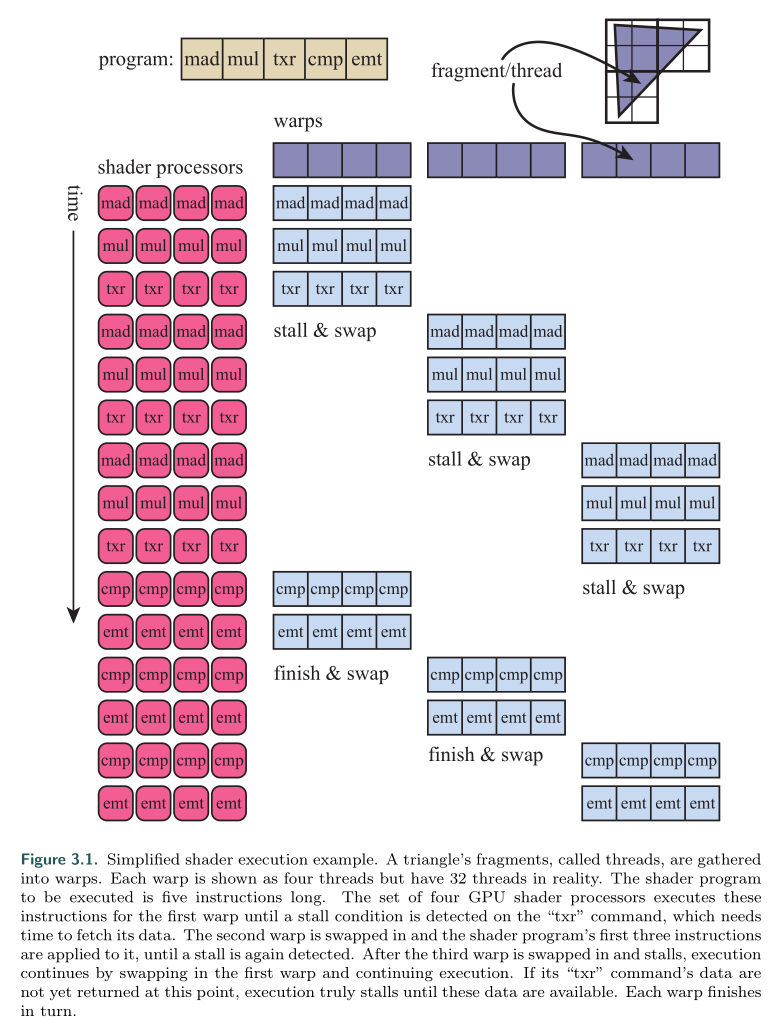 program: mad mul txr cmp emt
fragment/thread
warps
shader processors
time
mad mad mad mad mad mad mad mad
mul mul mul mul mul mul mul mul
txr txr txr txr txr txr txr txr
stall & swap
mad mad mad mad mad mad mad mad
mul mul mul mul mul mul mul mul
txr txr txr txr txr txr txr txr
stall & swap
mad mad mad mad mad mad mad mad
mul mul mul mul mul mul mul mul
txr txr txr txr txr txr txr txr
stall & swap
cmp cmp cmp cmp cmp cmp cmp cmp
emt emt emt emt emt emt emt emt
finish & swap
cmp cmp cmp cmp cmp cmp cmp cmp
emt emt emt emt emt emt emt emt
finish & swap
cmp cmp cmp cmp cmp cmp cmp cmp
emt emt emt emt emt emt emt emt
Figure 3.1. Simplified shader execution example. A triangle's fragments, called threads, are gathered
into warps. Each warp is shown as four threads but have 32 threads in reality. The shader program
to be executed is five instructions long. The set of four GPU shader processors executes these
instructions for the first warp until a stall condition is detected on the “txr” command, which needs
time to fetch its data. The second warp is swapped in and the shader program's first three instructions
are applied to it, until a stall is again detected. After the third warp is swapped in and stalls, execution
continues by swapping in the first warp and continuing execution. If its “txr” command's data are
not yet returned at this point, execution truly stalls until these data are available. Each warp finishes
in turn.